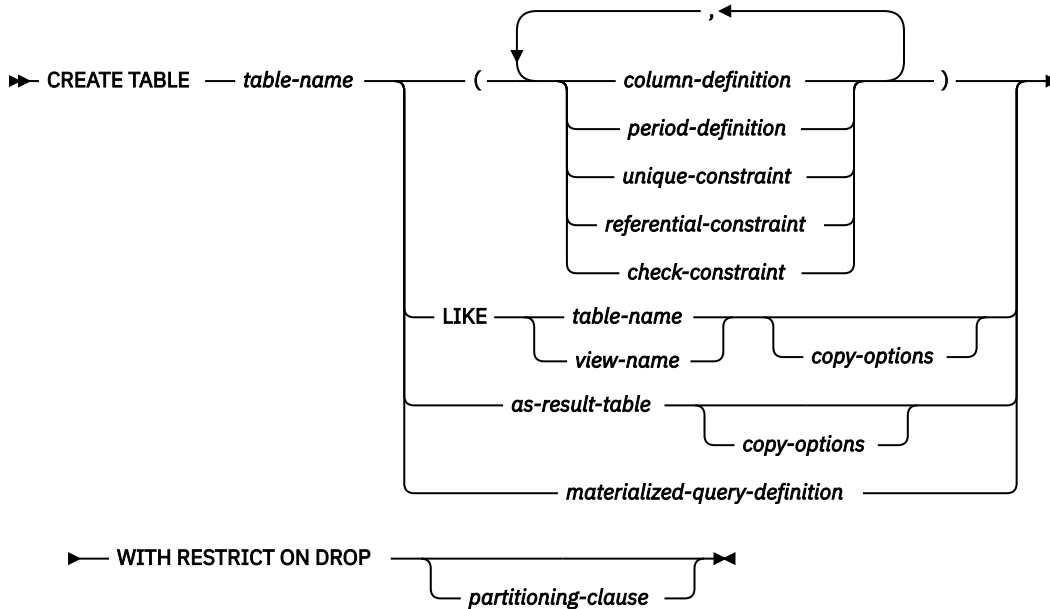 ,
CREATE TABLE table-name ( column-definition )
period-definition
unique-constraint
referential-constraint
check-constraint
LIKE table-name
view-name copy-options
as-result-table
copy-options
materialized-query-definition
WITH RESTRICT ON DROP
partitioning-clause